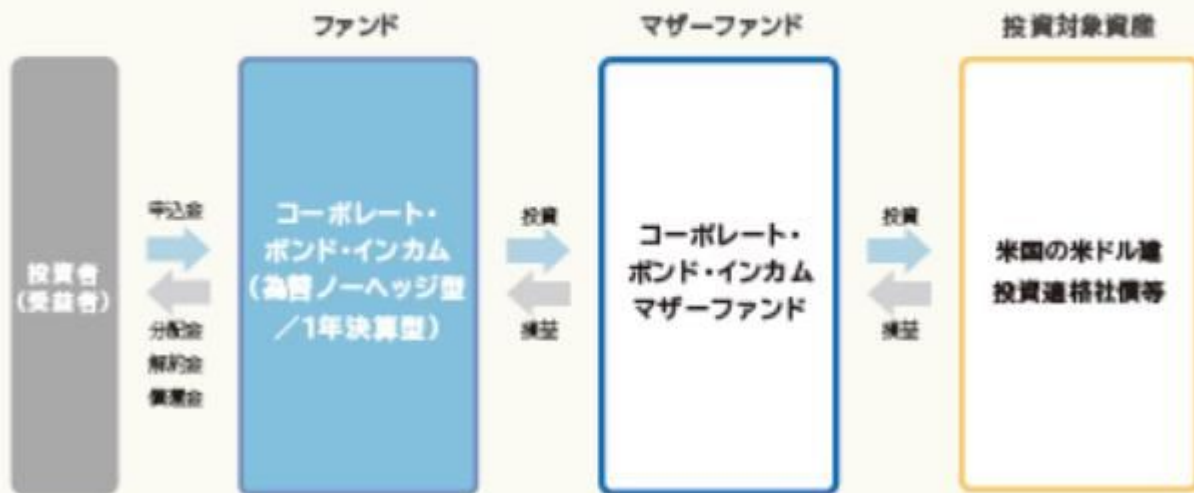 ファンド
マザーファンド
投資対象資産
投資者
(受益者)
申込金
分配金
解約金
償還金
コーポレート・
ボンド・インカム
(為替ノーヘッジ型
/1年決算型)
投資
損益
コーポレート・
ボンド・インカム
マザーファンド
投資
損益
米国の米ドル建
投資適格社債等